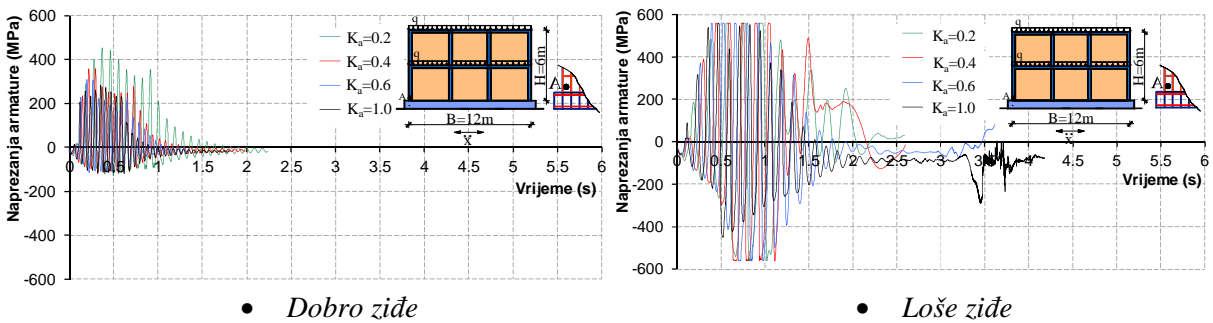 Naprezanja armature (MPa)
600
400
200
0
-200
-400
-600
0
0.5
1
1.5
2
2.5
3
3.5
4
4.5
5
5.5
6
Vrijeme (s)
Ka=0.2
Ka=0.4
Ka=0.6
Ka=1.0
q
q
A
H=6m
B=12m
x
A
• Dobro ziđe
Naprezanja armature (MPa)
600
400
200
0
-200
-400
-600
0
0.5
1
1.5
2
2.5
3
3.5
4
4.5
5
5.5
6
Vrijeme (s)
Ka=0.2
Ka=0.4
Ka=0.6
Ka=1.0
q
q
A
H=6m
B=12m
x
A
• Loše ziđe